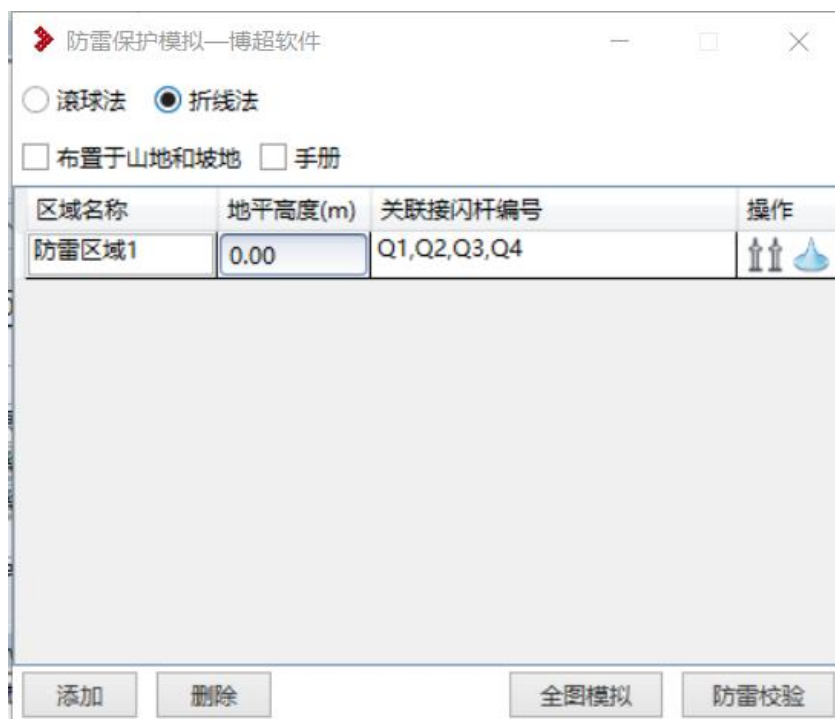 防雷保护模拟—博超软件
滚球法 折线法
布置于山地和坡地 手册
区域名称 地平高度(m) 关联接闪杆编号 操作
防雷区域1 0.00 Q1,Q2,Q3,Q4
添加 删除 全图模拟 防雷校验